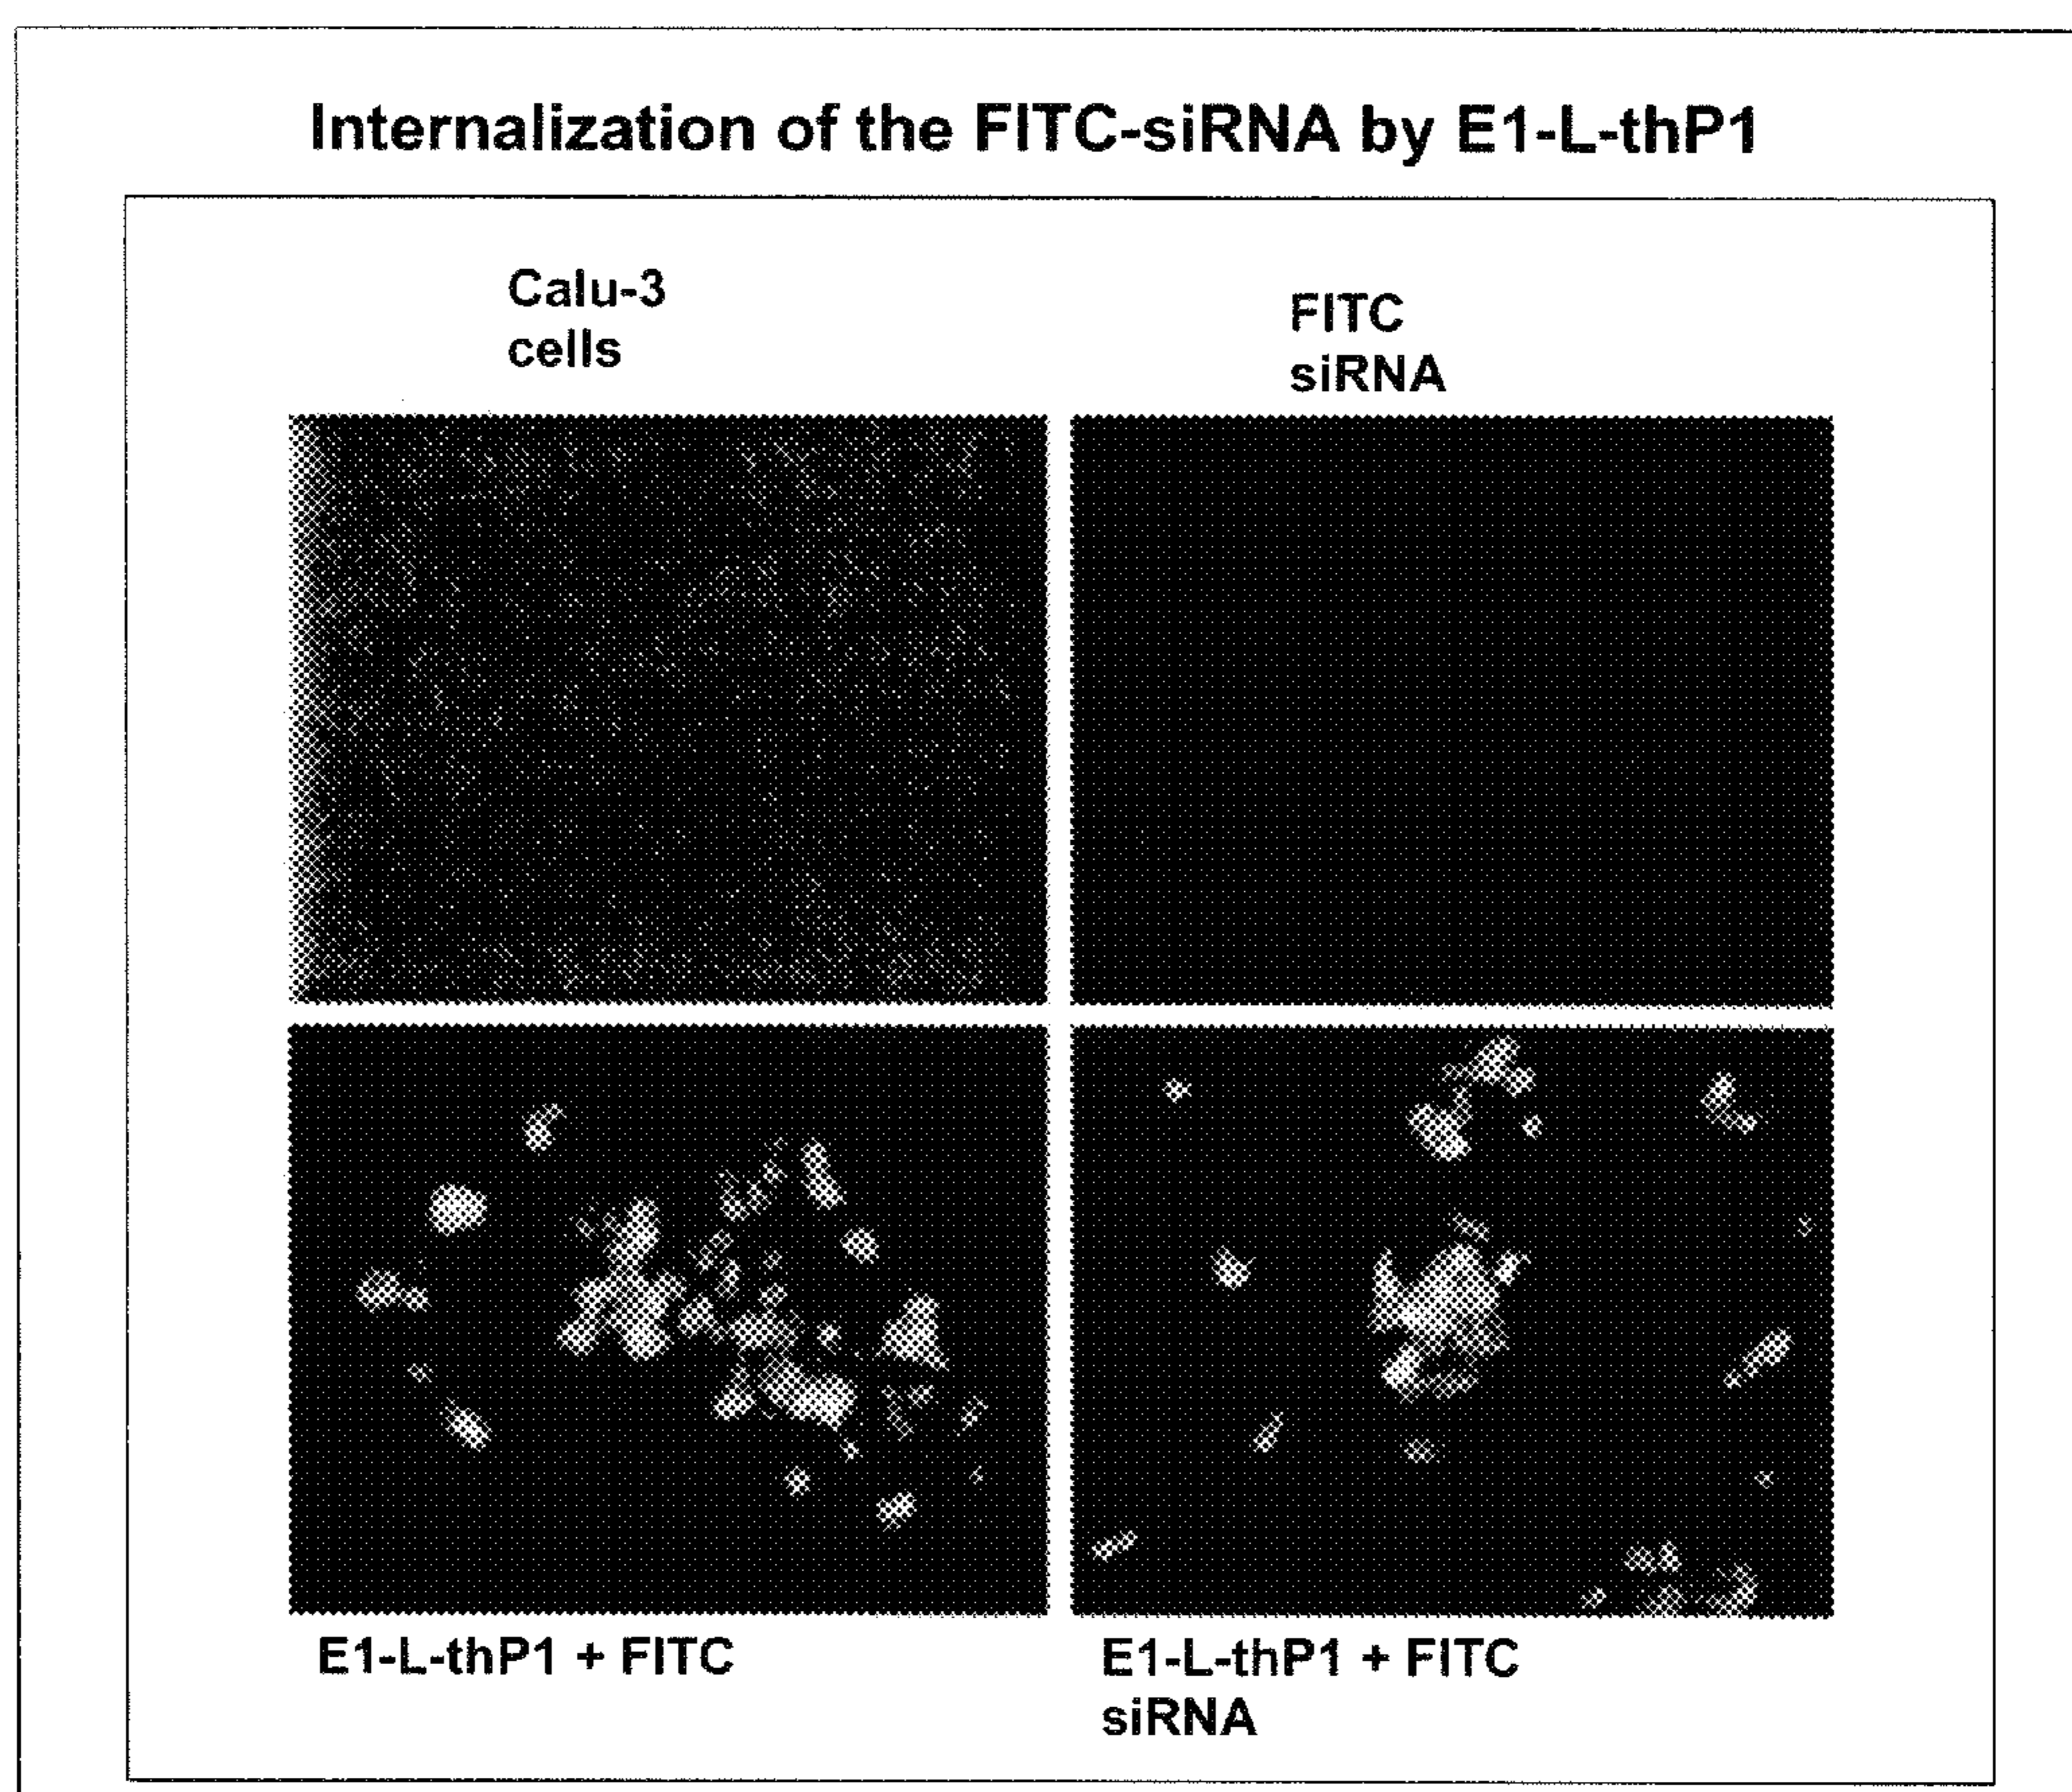 Internalization of the FITC-siRNA by E1-L-thP1
Calu-3
cells
FITC
siRNA
E1-L-thP1 + FITC
E1-L-thP1 + FITC
siRNA